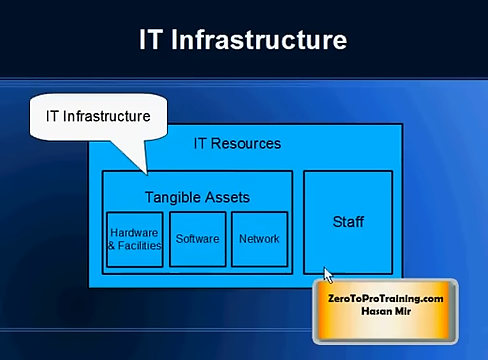 IT Infrastructure
IT Infrastructure
IT Resources
Tangible Assets
Hardware
& Facilities
Software
Network
Staff
ZeroToProTraining.com
Hasan Mir